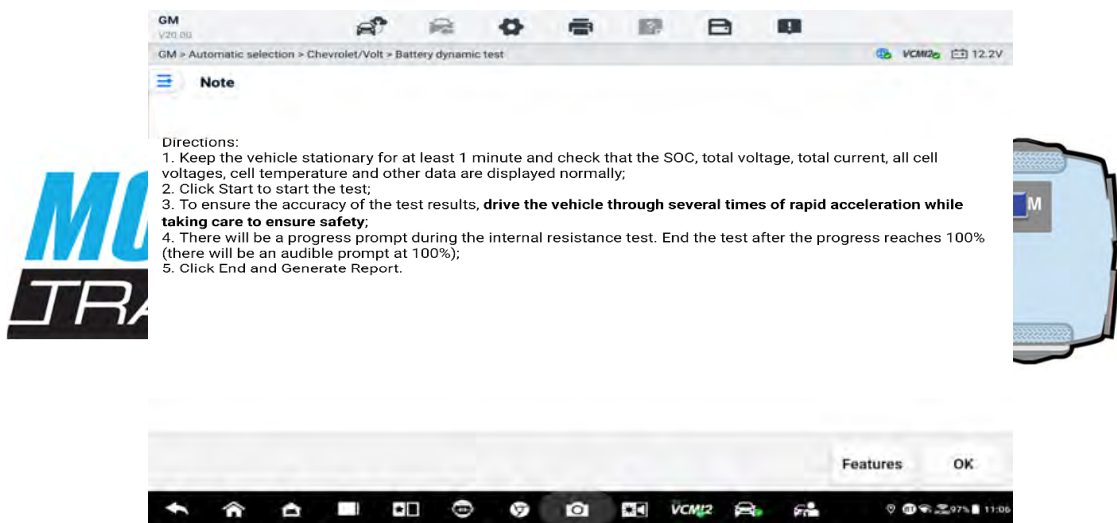 GM
V20.00
GM > Automatic selection > Chevrolet/Volt > Battery dynamic test
VCMI2 12.2V
Note
Directions:
1. Keep the vehicle stationary for at least 1 minute and check that the SOC, total voltage, total current, all cell
voltages, cell temperature and other data are displayed normally;
2. Click Start to start the test;
3. To ensure the accuracy of the test results, drive the vehicle through several times of rapid acceleration while
taking care to ensure safety;
4. There will be a progress prompt during the internal resistance test. End the test after the progress reaches 100%
(there will be an audible prompt at 100%);
5. Click End and Generate Report.
MO
TRA
M
Features OK
VCMI2 97% 11:06